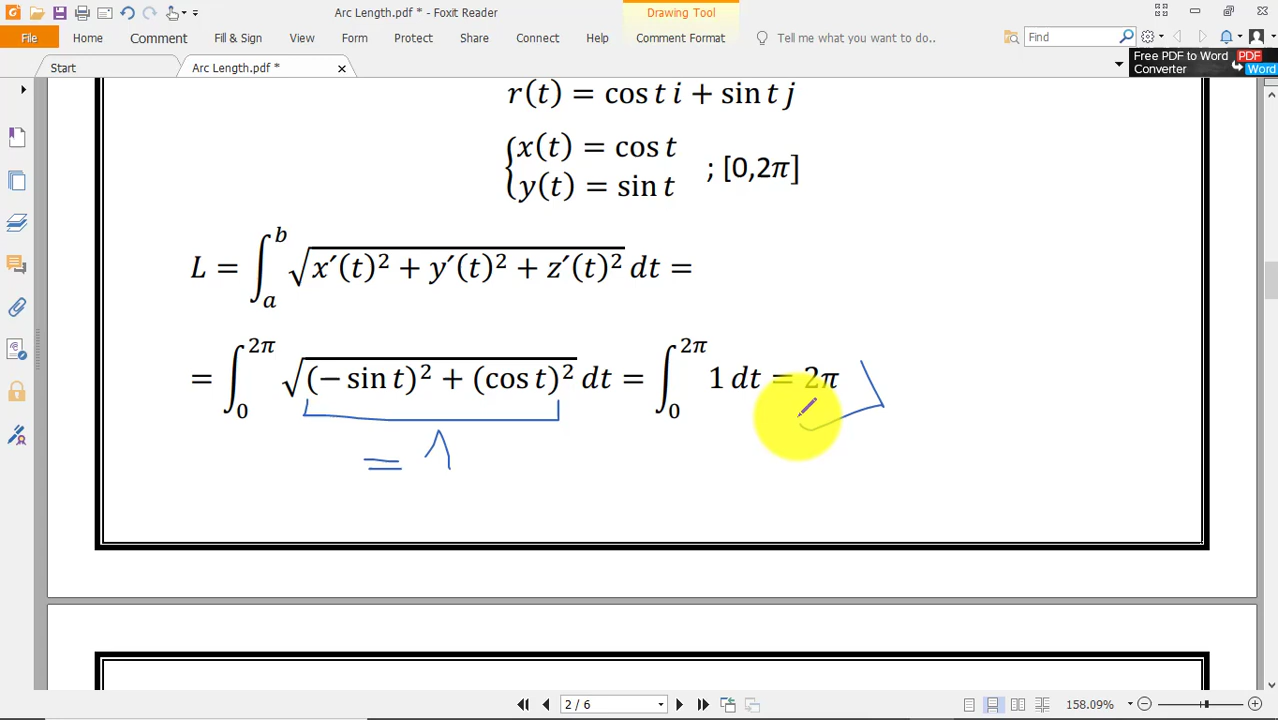 Arc Length.pdf * - Foxit Reader
Drawing Tool
File Home Comment Fill & Sign View Form Protect Share Connect Help Comment Format Tell me what you want to do.. Find
Free PDF to Word Converter PDF Word
Start Arc Length.pdf *
r(t) = cos t i + sin t j
x(t) = cos t
y(t) = sin t
; [0,2π]
L = ∫_a^b √(x′(t)² + y′(t)² + z′(t)²) dt =
= ∫_0^{2π} √((− sin t)² + (cos t)²) dt = ∫_0^{2π} 1 dt = 2π
= 1
2 / 6
158.09%